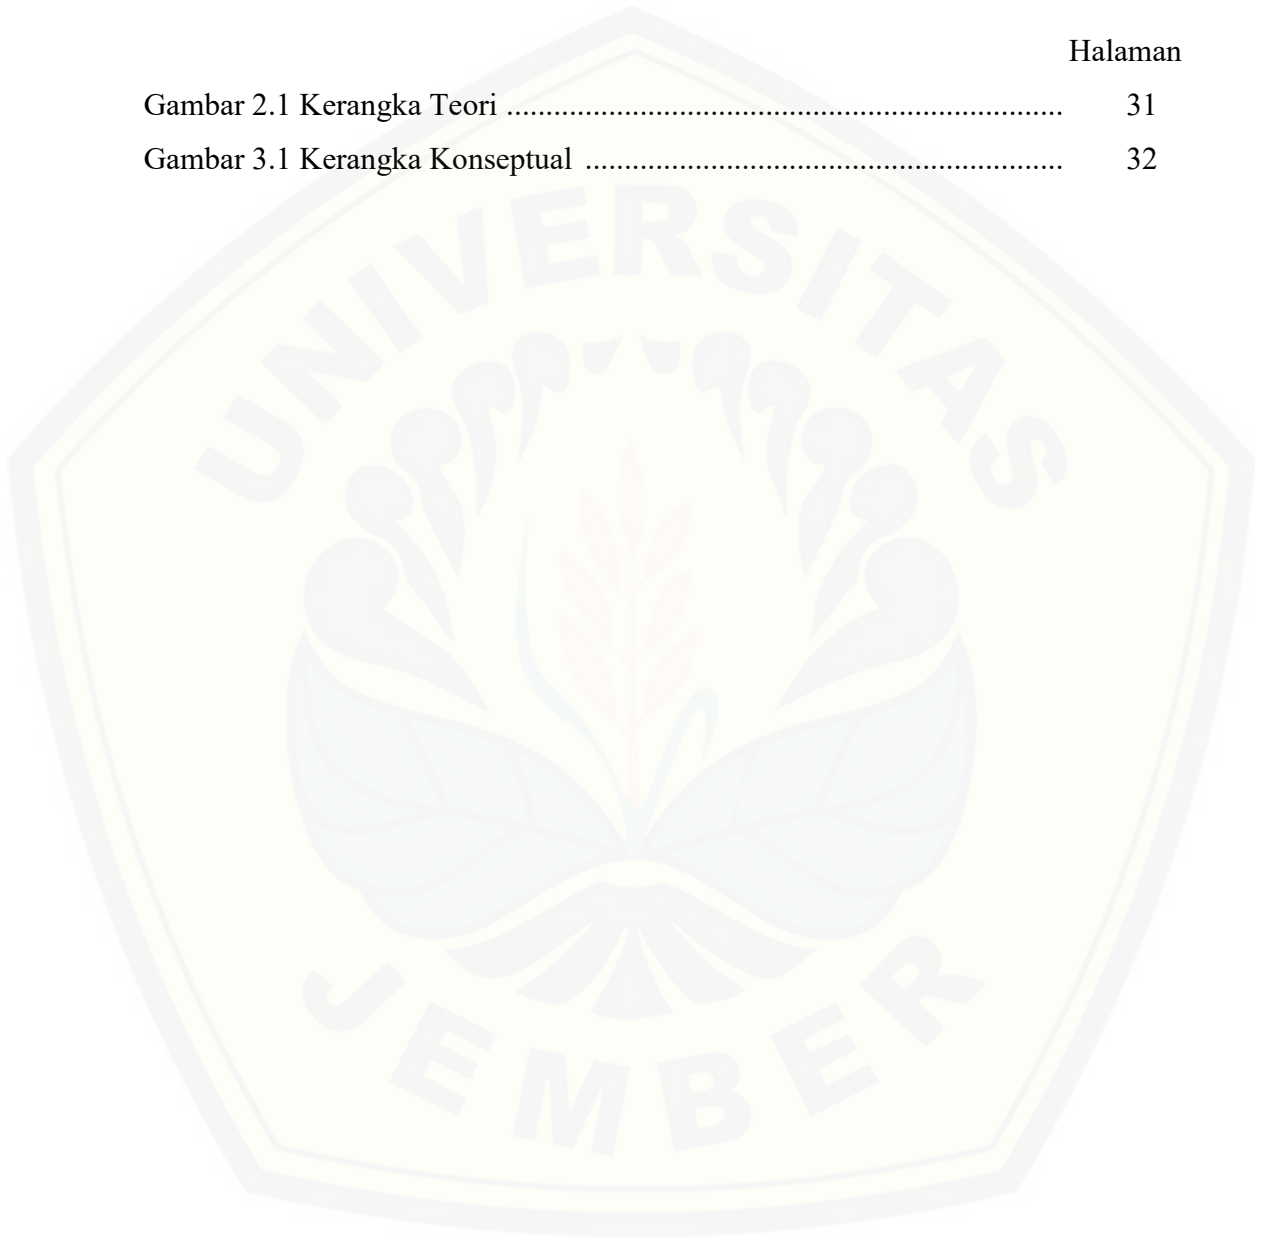 Halaman
Gambar 2.1 Kerangka Teori ....................................................................... 31
Gambar 3.1 Kerangka Konseptual ............................................................. 32
UNIVERSITAS
JEMBER